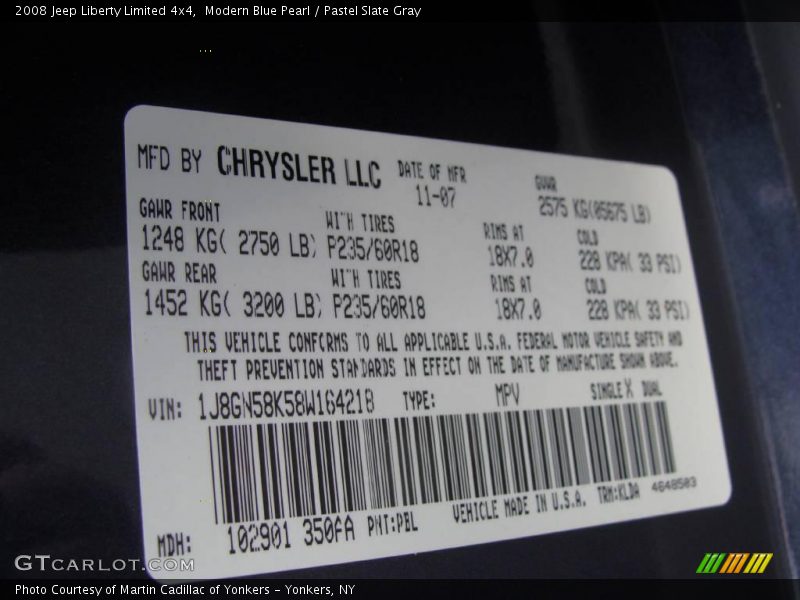 2008 Jeep Liberty Limited 4x4,  Modern Blue Pearl / Pastel Slate Gray
MFD BY CHRYSLER LLC DATE OF MFR GVWR
11-07 2575 KG(05675 LB)
GAWR FRONT WITH TIRES RIMS AT COLD
1248 KG( 2750 LB) P235/60R18 18X7.0 228 KPA( 33 PSI)
GAWR REAR WITH TIRES RIMS AT COLD
1452 KG( 3200 LB) P235/60R18 18X7.0 228 KPA( 33 PSI)
THIS VEHICLE CONFORMS TO ALL APPLICABLE U.S.A. FEDERAL MOTOR VEHICLE SAFETY AND
THEFT PREVENTION STANDARDS IN EFFECT ON THE DATE OF MANUFACTURE SHOWN ABOVE.
VIN: 1J8GN58K58W164218 TYPE: MPV SINGLE X DUAL
MDH: 102901 350FA PNT:PBL VEHICLE MADE IN U.S.A. TRM:KLDA 4648503
GTCARLOT.COM
Photo Courtesy of Martin Cadillac of Yonkers - Yonkers, NY